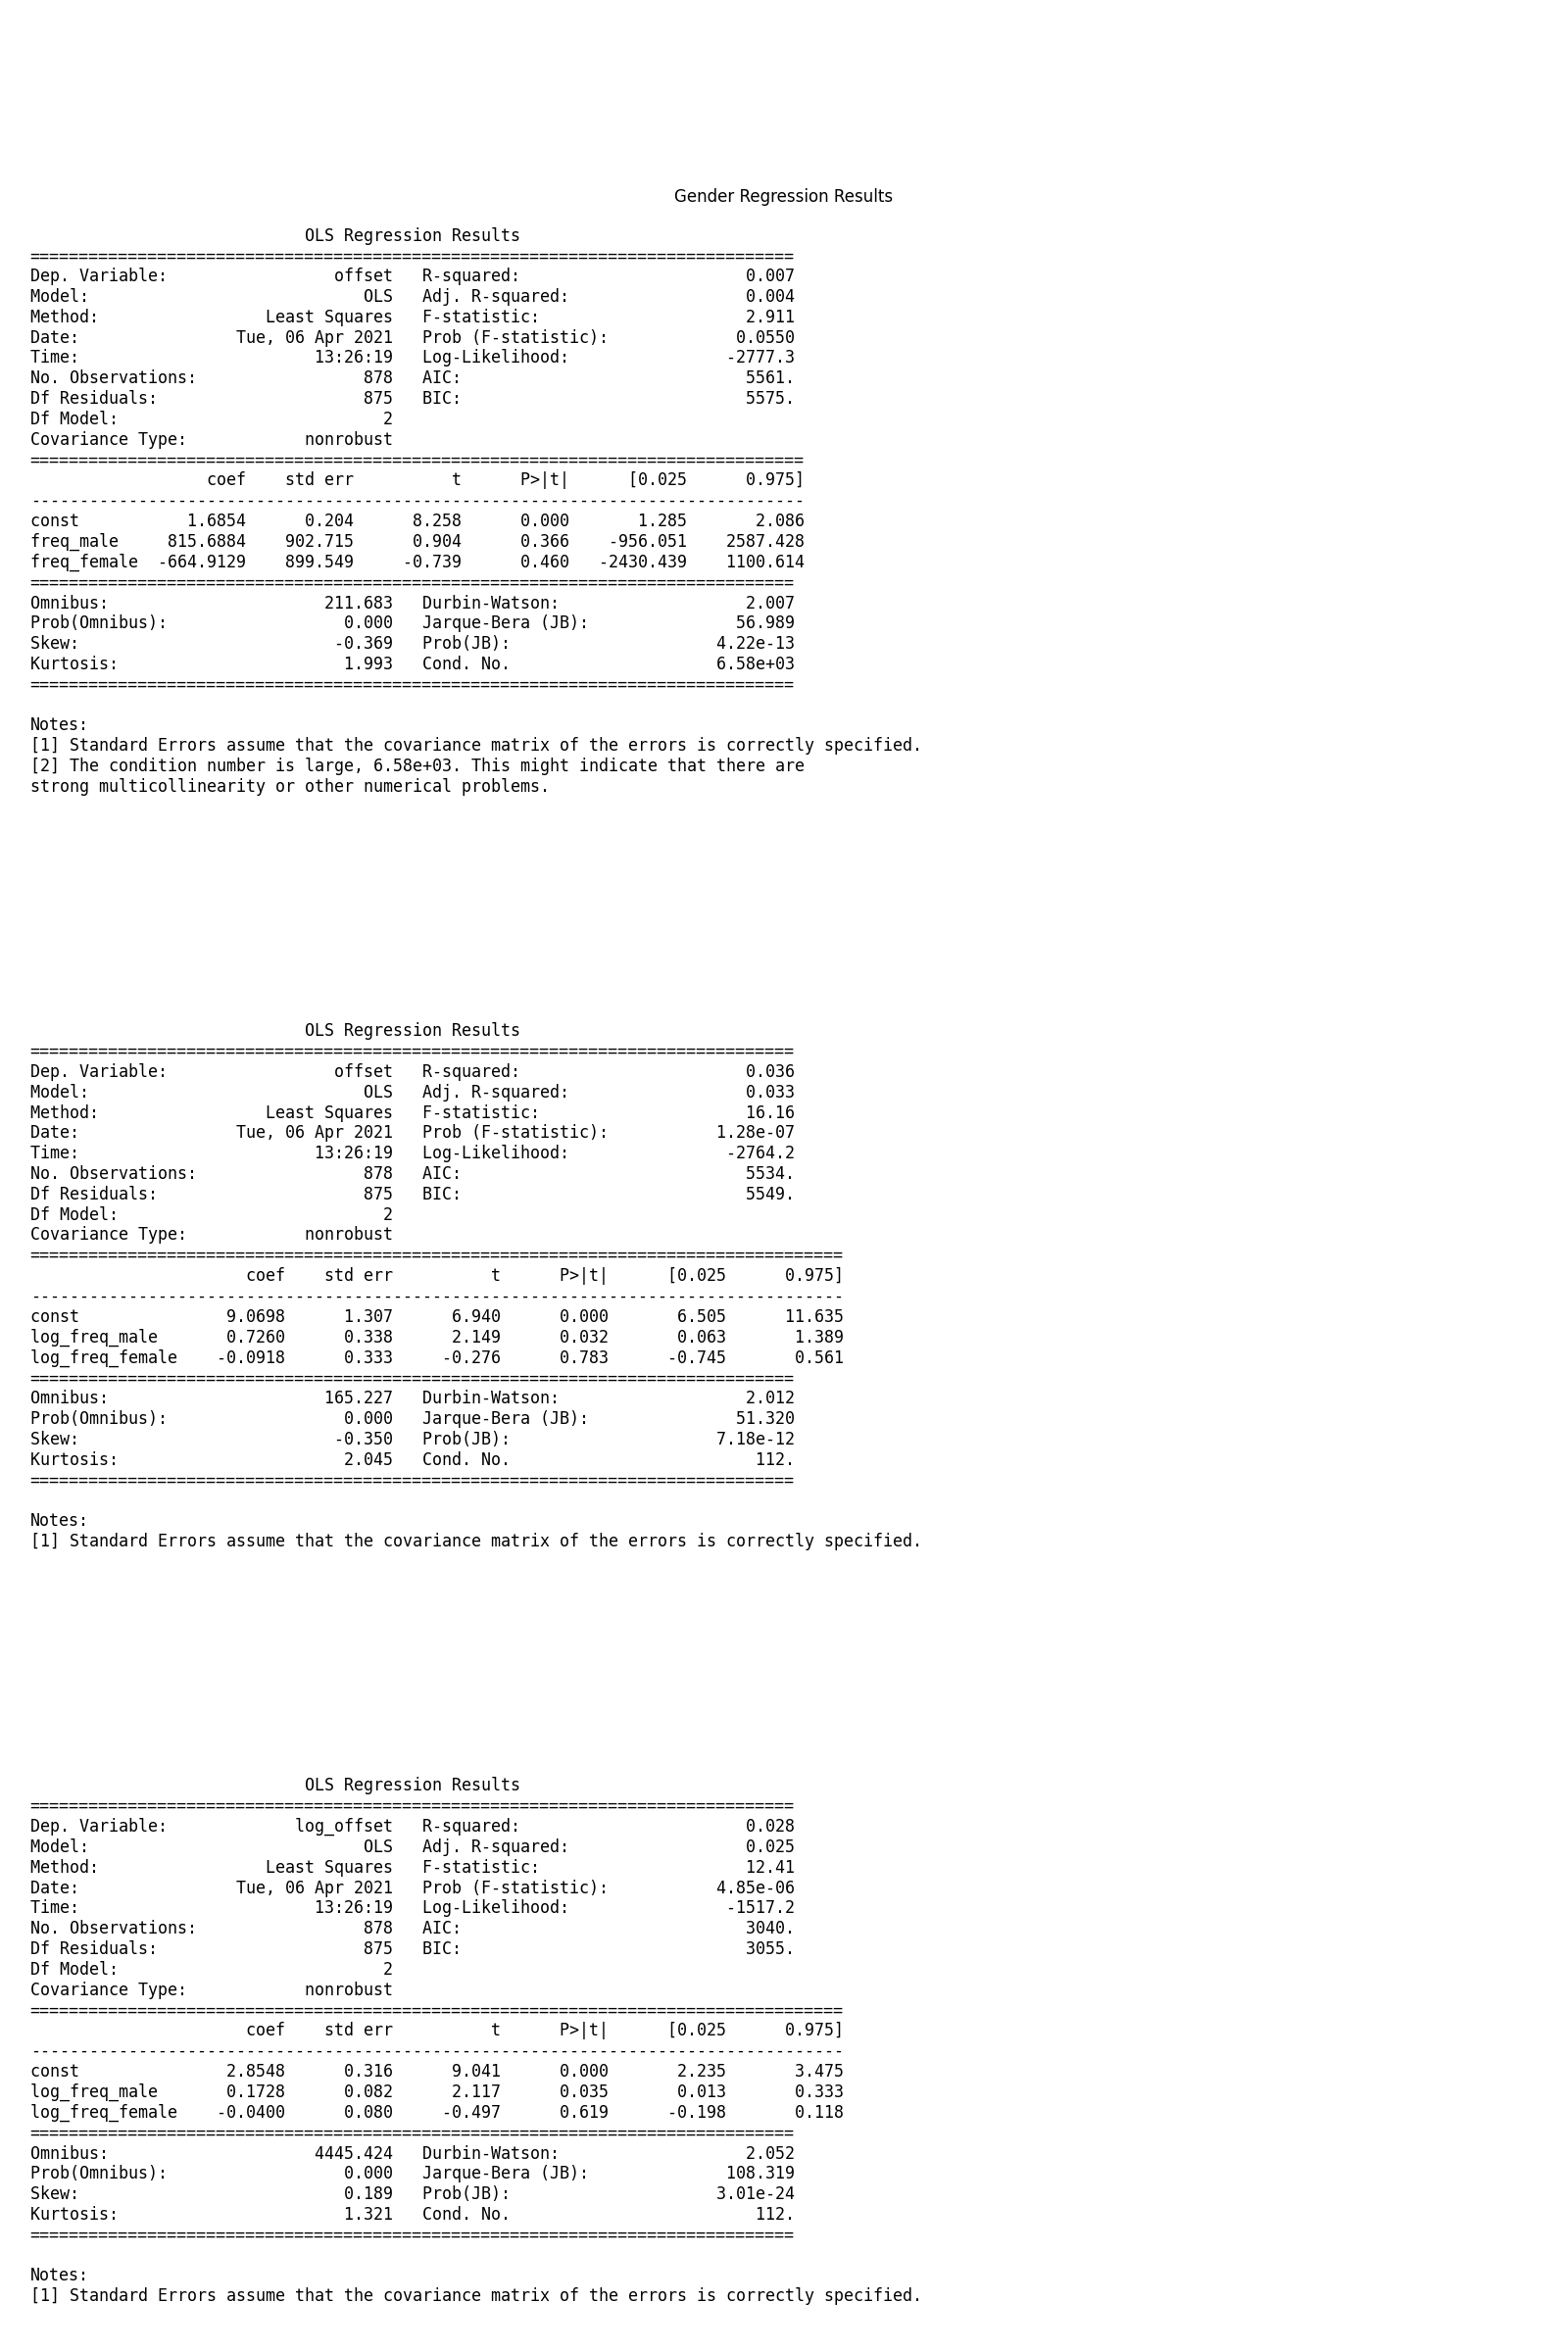 Gender Regression Results
                            OLS Regression Results
==============================================================================
Dep. Variable:                 offset   R-squared:                       0.007
Model:                            OLS   Adj. R-squared:                  0.004
Method:                 Least Squares   F-statistic:                     2.911
Date:                Tue, 06 Apr 2021   Prob (F-statistic):             0.0550
Time:                        13:26:19   Log-Likelihood:                -2777.3
No. Observations:                 878   AIC:                             5561.
Df Residuals:                     875   BIC:                             5575.
Df Model:                           2
Covariance Type:            nonrobust
===============================================================================
                  coef    std err          t      P>|t|      [0.025      0.975]
-------------------------------------------------------------------------------
const           1.6854      0.204      8.258      0.000       1.285       2.086
freq_male     815.6884    902.715      0.904      0.366    -956.051    2587.428
freq_female  -664.9129    899.549     -0.739      0.460   -2430.439    1100.614
==============================================================================
Omnibus:                      211.683   Durbin-Watson:                   2.007
Prob(Omnibus):                  0.000   Jarque-Bera (JB):               56.989
Skew:                          -0.369   Prob(JB):                     4.22e-13
Kurtosis:                       1.993   Cond. No.                     6.58e+03
==============================================================================
Notes:
[1] Standard Errors assume that the covariance matrix of the errors is correctly specified.
[2] The condition number is large, 6.58e+03. This might indicate that there are
strong multicollinearity or other numerical problems.
                            OLS Regression Results
==============================================================================
Dep. Variable:                 offset   R-squared:                       0.036
Model:                            OLS   Adj. R-squared:                  0.033
Method:                 Least Squares   F-statistic:                     16.16
Date:                Tue, 06 Apr 2021   Prob (F-statistic):           1.28e-07
Time:                        13:26:19   Log-Likelihood:                -2764.2
No. Observations:                 878   AIC:                             5534.
Df Residuals:                     875   BIC:                             5549.
Df Model:                           2
Covariance Type:            nonrobust
===================================================================================
                      coef    std err          t      P>|t|      [0.025      0.975]
-----------------------------------------------------------------------------------
const               9.0698      1.307      6.940      0.000       6.505      11.635
log_freq_male       0.7260      0.338      2.149      0.032       0.063       1.389
log_freq_female    -0.0918      0.333     -0.276      0.783      -0.745       0.561
==============================================================================
Omnibus:                      165.227   Durbin-Watson:                   2.012
Prob(Omnibus):                  0.000   Jarque-Bera (JB):               51.320
Skew:                          -0.350   Prob(JB):                     7.18e-12
Kurtosis:                       2.045   Cond. No.                         112.
==============================================================================
Notes:
[1] Standard Errors assume that the covariance matrix of the errors is correctly specified.
                            OLS Regression Results
==============================================================================
Dep. Variable:             log_offset   R-squared:                       0.028
Model:                            OLS   Adj. R-squared:                  0.025
Method:                 Least Squares   F-statistic:                     12.41
Date:                Tue, 06 Apr 2021   Prob (F-statistic):           4.85e-06
Time:                        13:26:19   Log-Likelihood:                -1517.2
No. Observations:                 878   AIC:                             3040.
Df Residuals:                     875   BIC:                             3055.
Df Model:                           2
Covariance Type:            nonrobust
===================================================================================
                      coef    std err          t      P>|t|      [0.025      0.975]
-----------------------------------------------------------------------------------
const               2.8548      0.316      9.041      0.000       2.235       3.475
log_freq_male       0.1728      0.082      2.117      0.035       0.013       0.333
log_freq_female    -0.0400      0.080     -0.497      0.619      -0.198       0.118
==============================================================================
Omnibus:                     4445.424   Durbin-Watson:                   2.052
Prob(Omnibus):                  0.000   Jarque-Bera (JB):              108.319
Skew:                           0.189   Prob(JB):                     3.01e-24
Kurtosis:                       1.321   Cond. No.                         112.
==============================================================================
Notes:
[1] Standard Errors assume that the covariance matrix of the errors is correctly specified.